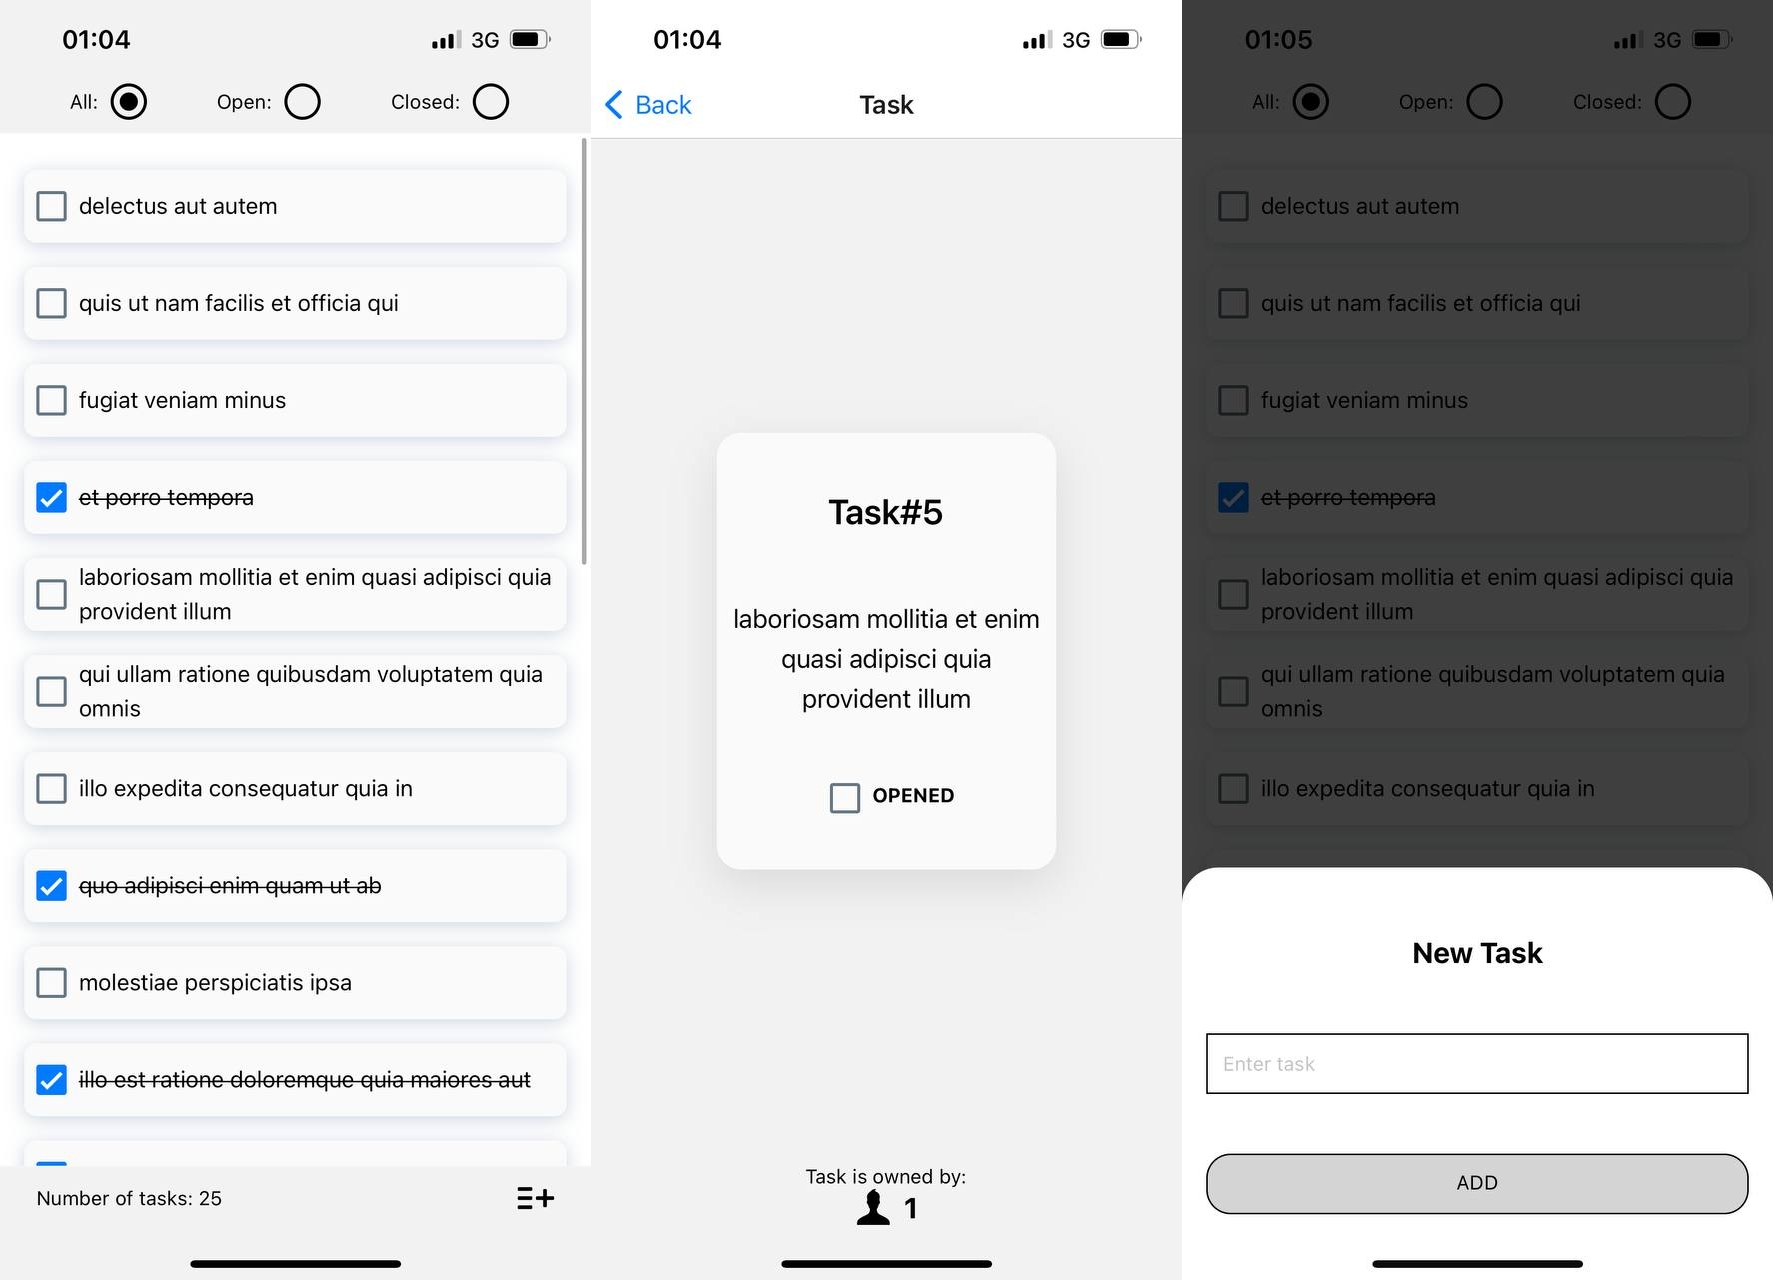 01:04
3G
All:
Open:
Closed:
delectus aut autem
quis ut nam facilis et officia qui
fugiat veniam minus
et porro tempora
laboriosam mollitia et enim quasi adipisci quia
provident illum
qui ullam ratione quibusdam voluptatem quia
omnis
illo expedita consequatur quia in
quo adipisci enim quam ut ab
molestiae perspiciatis ipsa
illo est ratione doloremque quia maiores aut
Number of tasks: 25
01:04
3G
Back
Task
Task#5
laboriosam mollitia et enim
quasi adipisci quia
provident illum
OPENED
Task is owned by:
1
01:05
3G
All:
Open:
Closed:
delectus aut autem
quis ut nam facilis et officia qui
fugiat veniam minus
et porro tempora
laboriosam mollitia et enim quasi adipisci quia
provident illum
qui ullam ratione quibusdam voluptatem quia
omnis
illo expedita consequatur quia in
New Task
Enter task
ADD